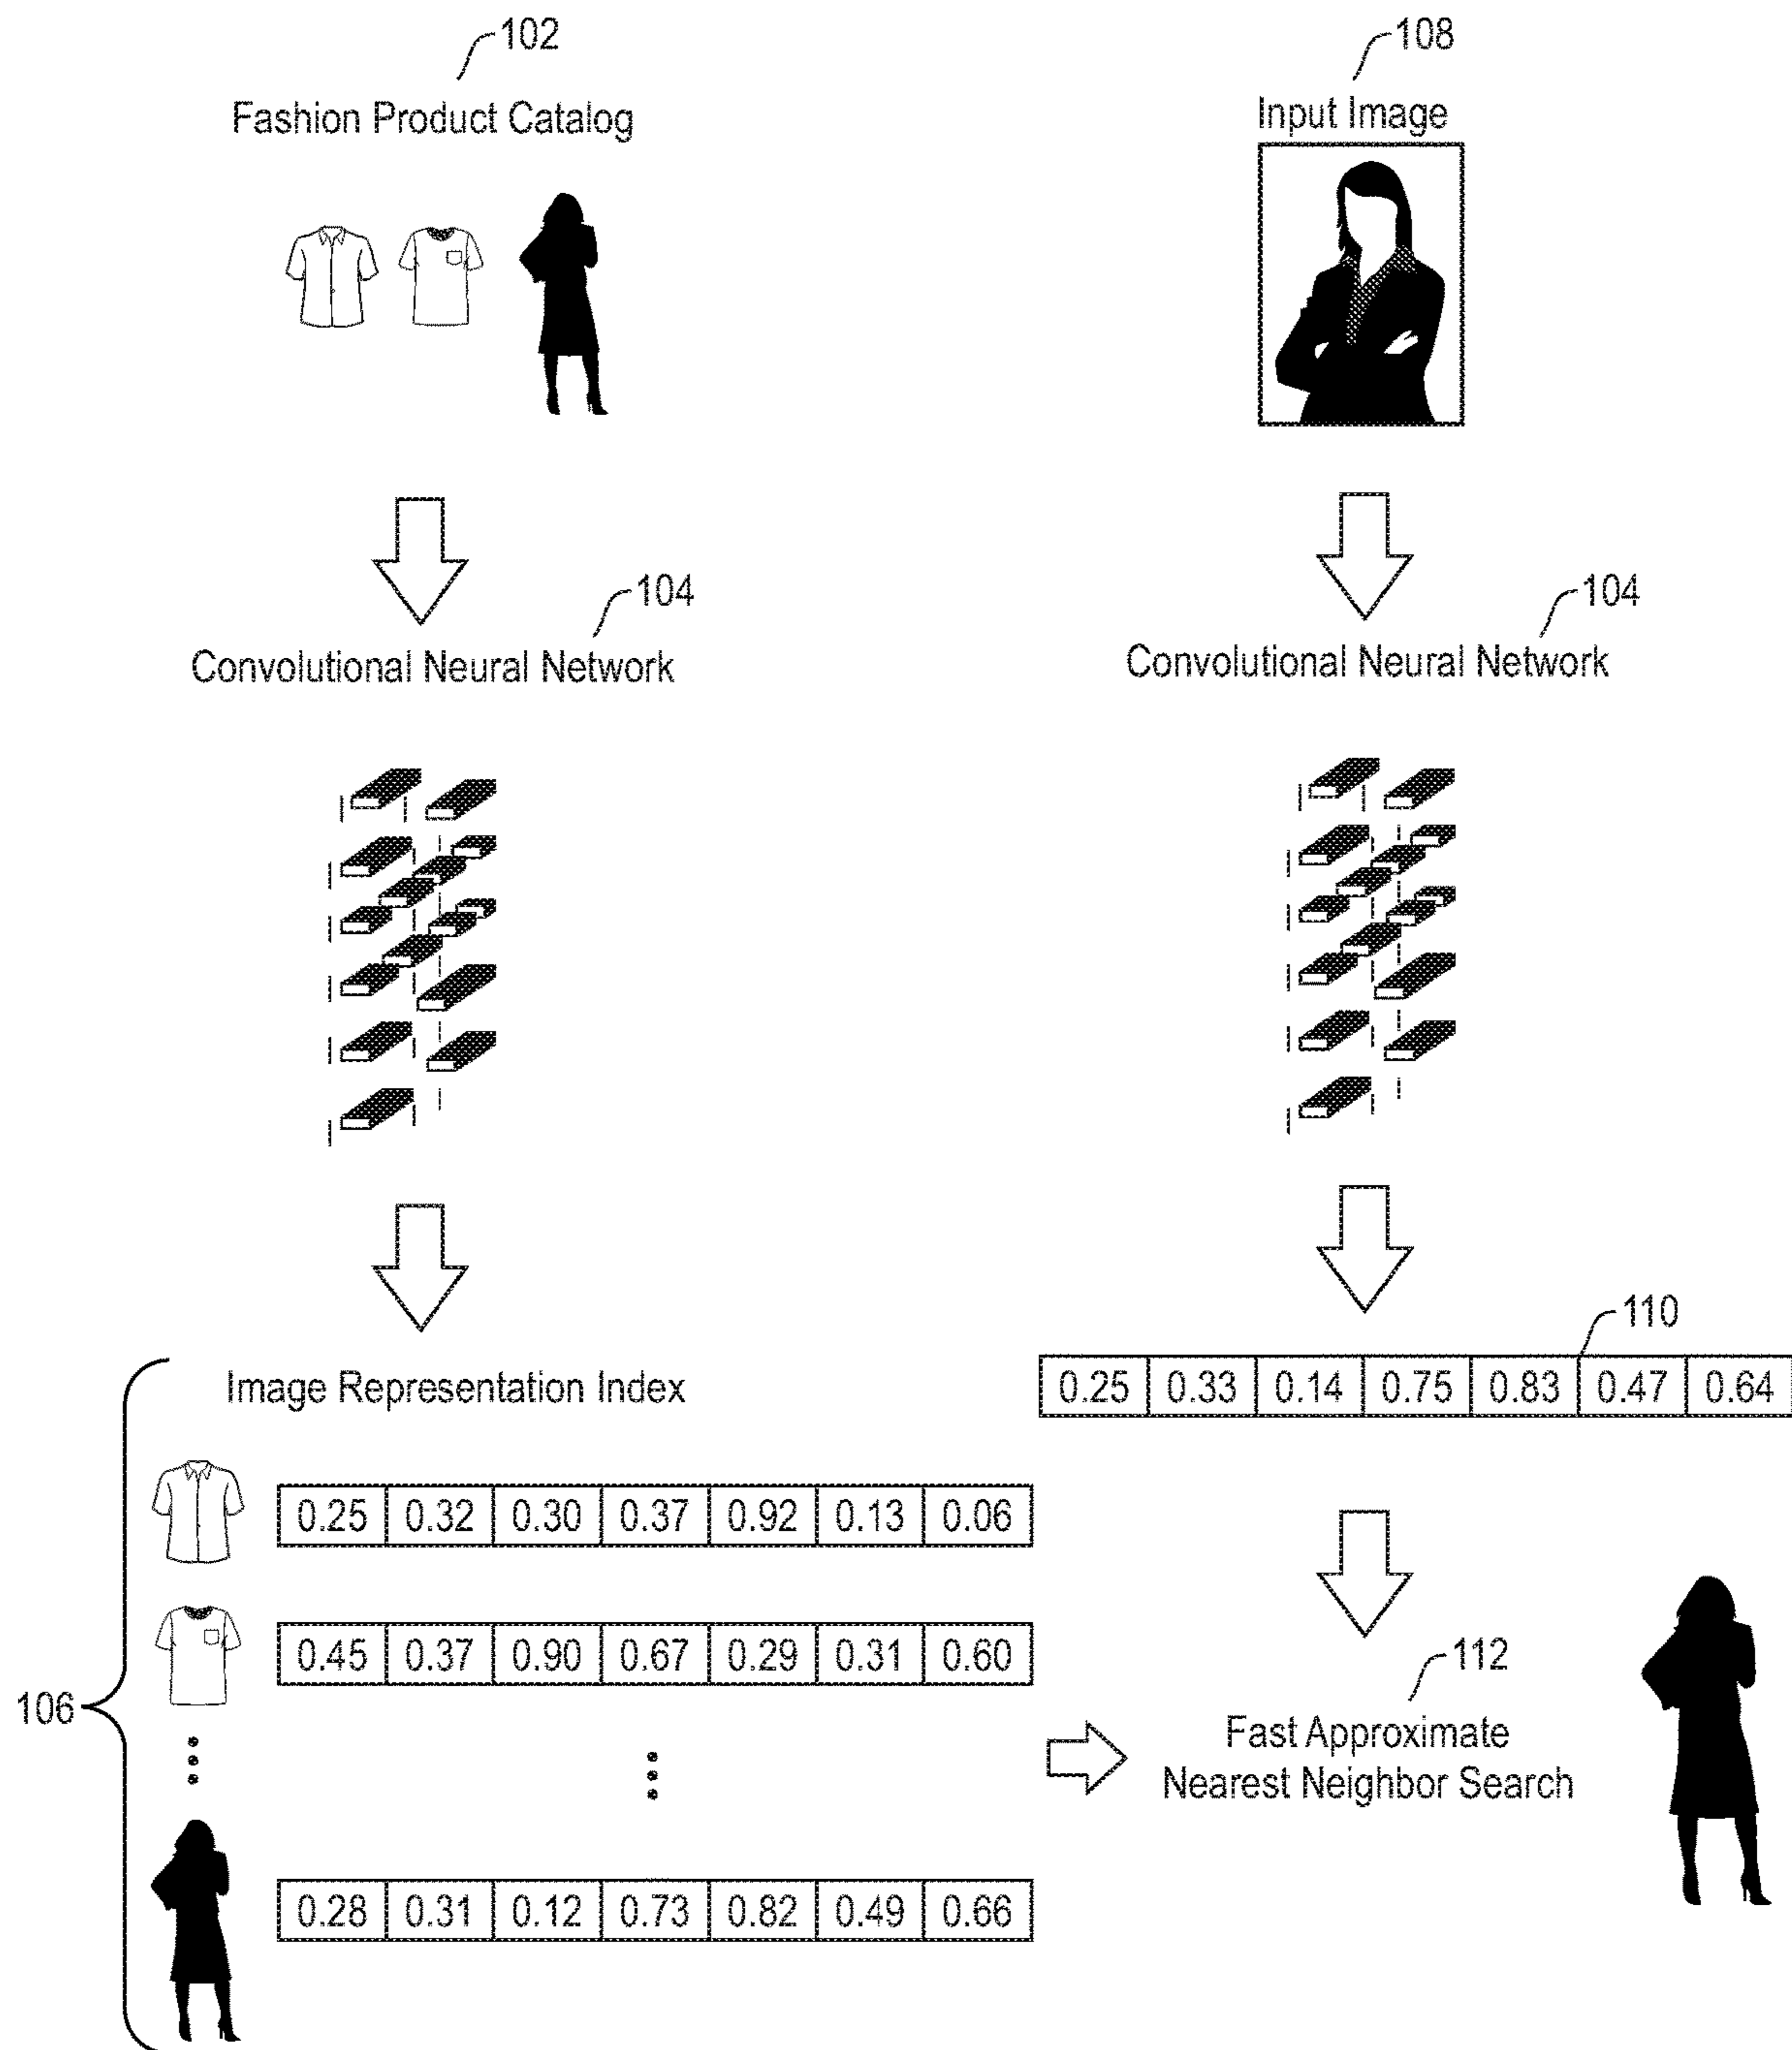 102
Fashion Product Catalog
104
Convolutional Neural Network
106
Image Representation Index
0.25 0.32 0.30 0.37 0.92 0.13 0.06
0.45 0.37 0.90 0.67 0.29 0.31 0.60
0.28 0.31 0.12 0.73 0.82 0.49 0.66
108
Input Image
104
Convolutional Neural Network
110
0.25 0.33 0.14 0.75 0.83 0.47 0.64
112
Fast Approximate
Nearest Neighbor Search